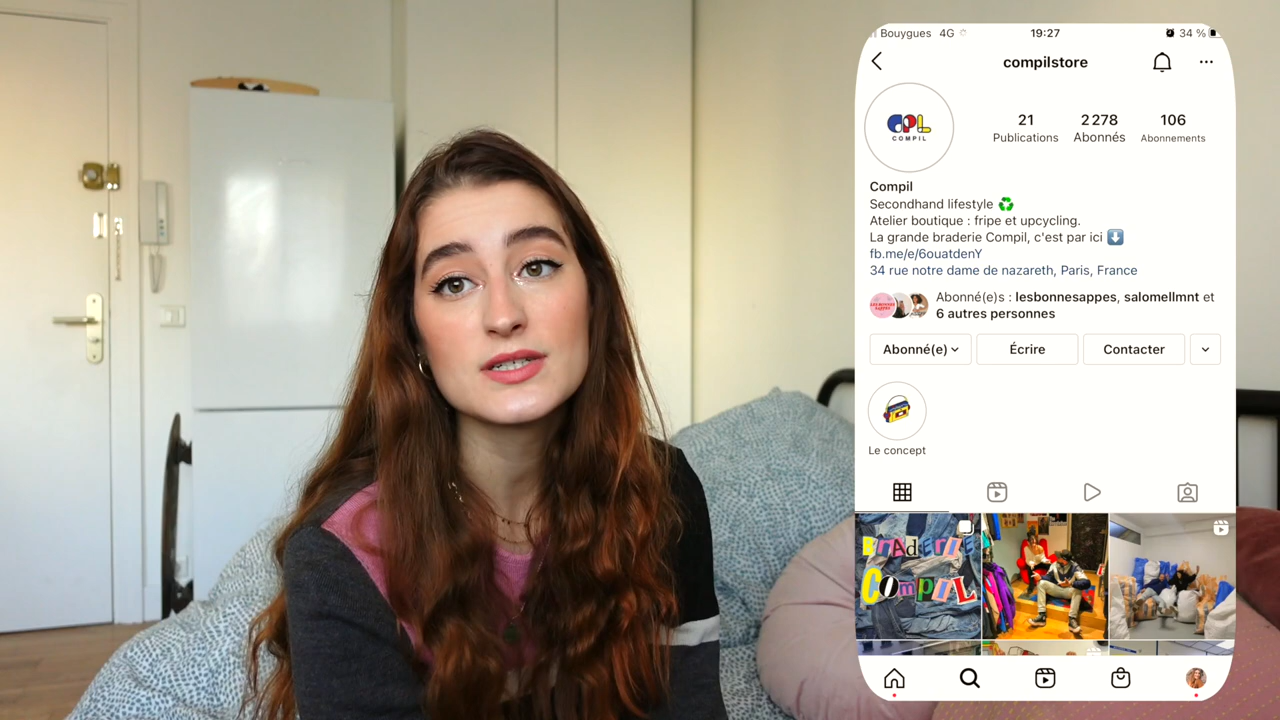 Bouygues 4G 19:27 34 %
compilstore
CPL
COMPIL
21 2 278 106
Publications Abonnés Abonnements
Compil
Secondhand lifestyle ♻️
Atelier boutique : fripe et upcycling.
La grande braderie Compil, c'est par ici ⬇️
fb.me/e/6ouatdenY
34 rue notre dame de nazareth, Paris, France
Abonné(e)s : lesbonnesappes, salomellmnt et
6 autres personnes
Abonné(e) Écrire Contacter
Le concept
BRADERIE
COMPIL